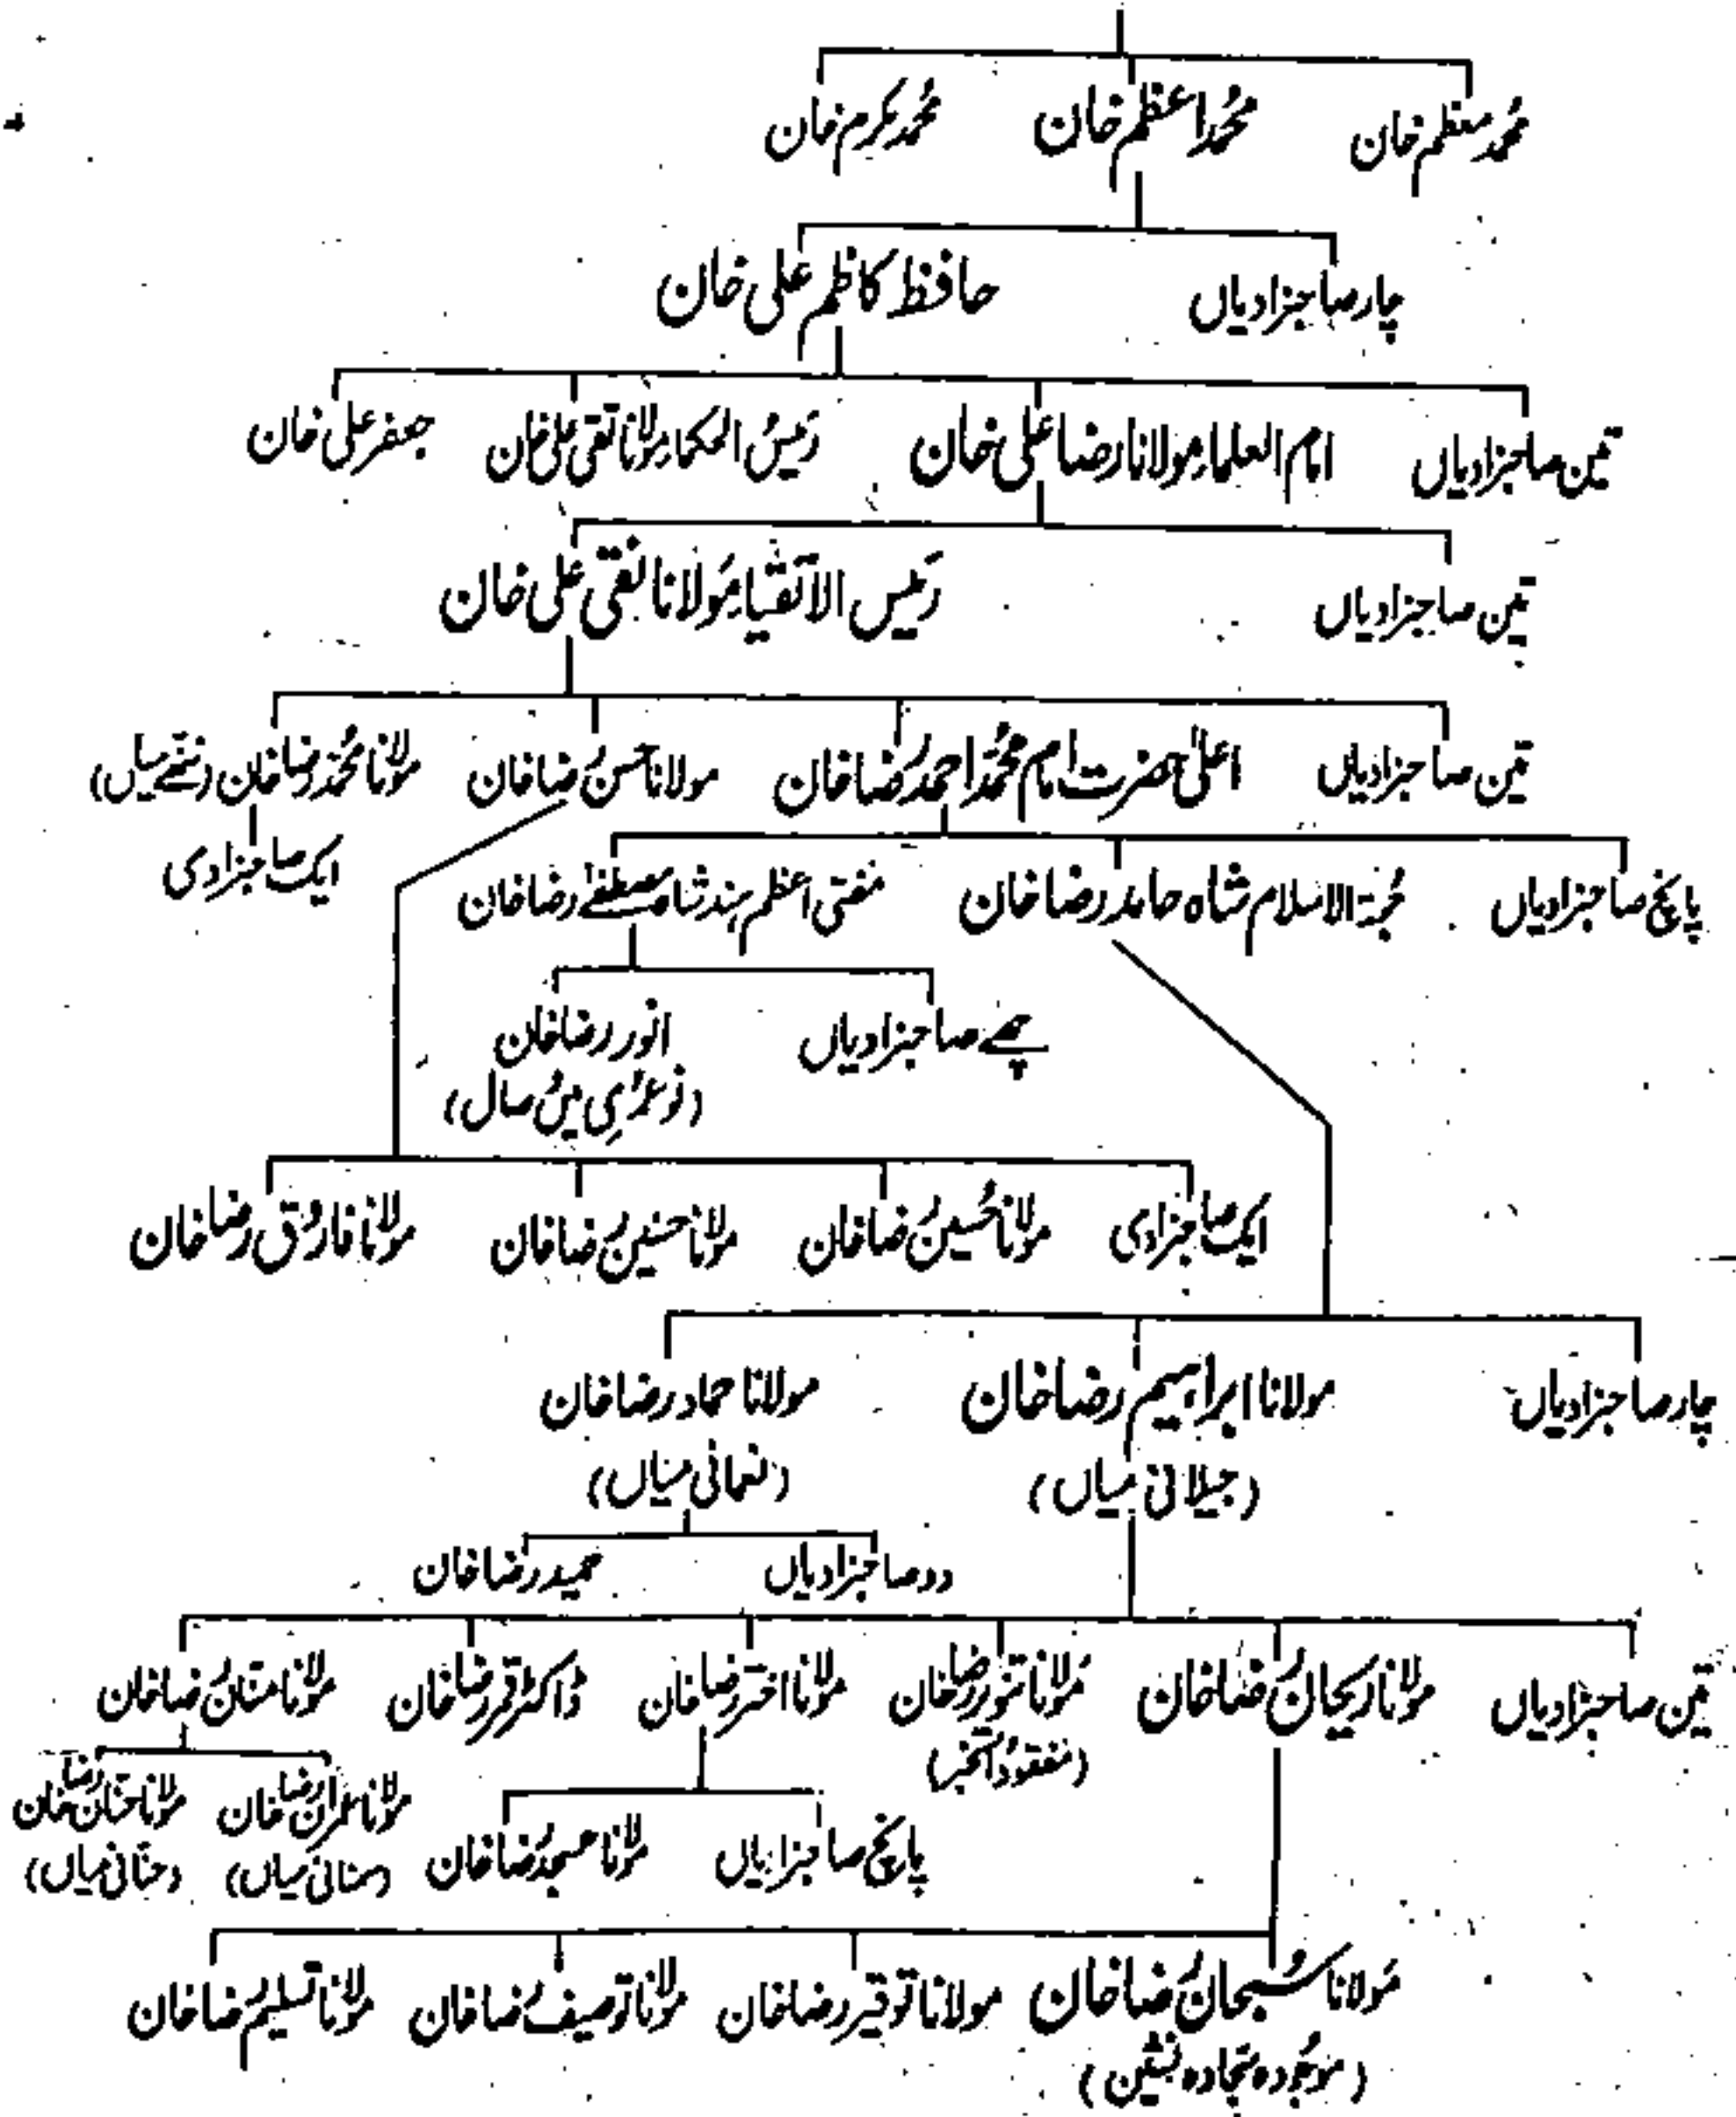 محمد معظم خان محمد اعظم خان محمد مکرم خان
چار صاحبزادیاں حافظ کاظم علی خان
تین صاحبزادیاں امام العلماء مولانا رضا علی خان رئیس الحکماء مولانا تقی علی خان جعفر علی خان
تین صاحبزادیاں رئیس الاتقیاء مولانا نقی علی خان
تین صاحبزادیاں اعلیٰ حضرت امام محمد احمد رضا خان مولانا حسن رضا خان مولانا محمد رضا خان (ننھے میاں)
ایک صاحبزادی
پانچ صاحبزادیاں حجۃ الاسلام شاہ حامد رضا خان مفتی اعظم ہند شاہ مصطفےٰ رضا خان
چھے صاحبزادیاں انور رضا خان
سال)
ایک صاحبزادی مولانا حسین رضا خان مولانا حسنین رضا خان مولانا فاروق رضا خان
چار صاحبزادیاں مولانا ابراہیم رضا خان مولانا حماد رضا خان
(جیلانی میاں) (نعمانی میاں)
دو صاحبزادیاں حمید رضا خان
تین صاحبزادیاں مولانا ریحان رضا خان مولانا تنویر رضا خان مولانا اختر رضا خان ڈاکٹر قمر رضا خان مولانا منان رضا خان
(مفقود الخبر)
پانچ صاحبزادیاں مولانا عسجد رضا خان مولانا عمران رضا خان مولانا حنان رضا خان
(سمنانی میاں) (حنانی میاں)
مولانا سبحان رضا خان مولانا توقیر رضا خان مولانا توصیف رضا خان مولانا تسلیم رضا خان
(موجودہ سجادہ نشین)